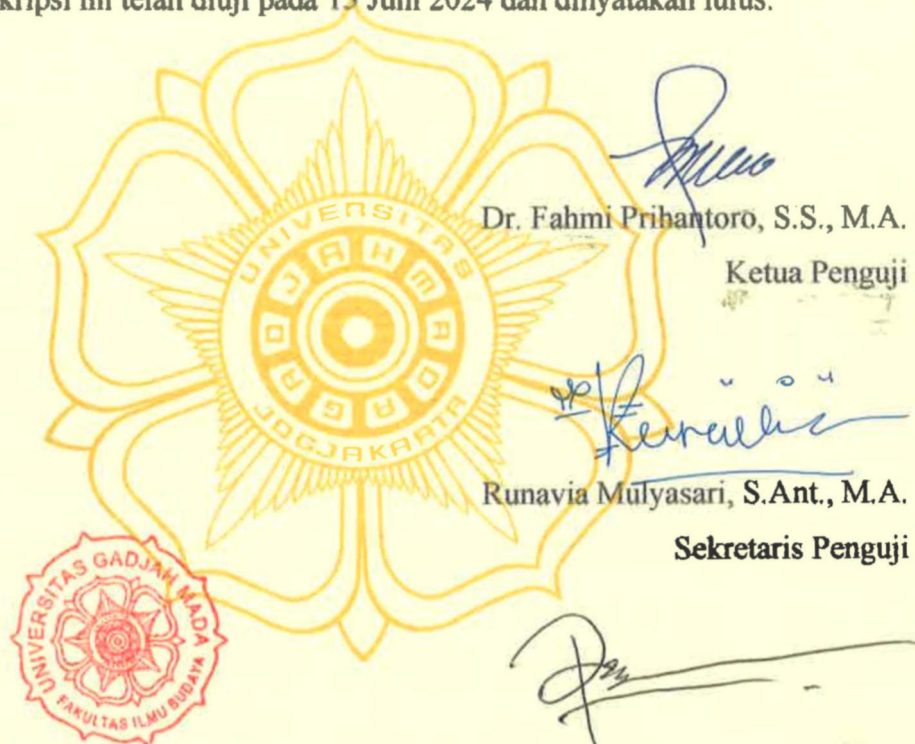 kripsi ini telah diuji pada 13 Juni 2024 dan dinyatakan lulus.
UNIVERSITAS
GADJAH MADA
JOGJAKARTA
Dr. Fahmi Prihantoro, S.S., M.A.
Ketua Penguji
Runavia Mulyasari, S.Ant., M.A.
Sekretaris Penguji
UNIVERSITAS GADJAH MADA
FAKULTAS ILMU BUDAYA